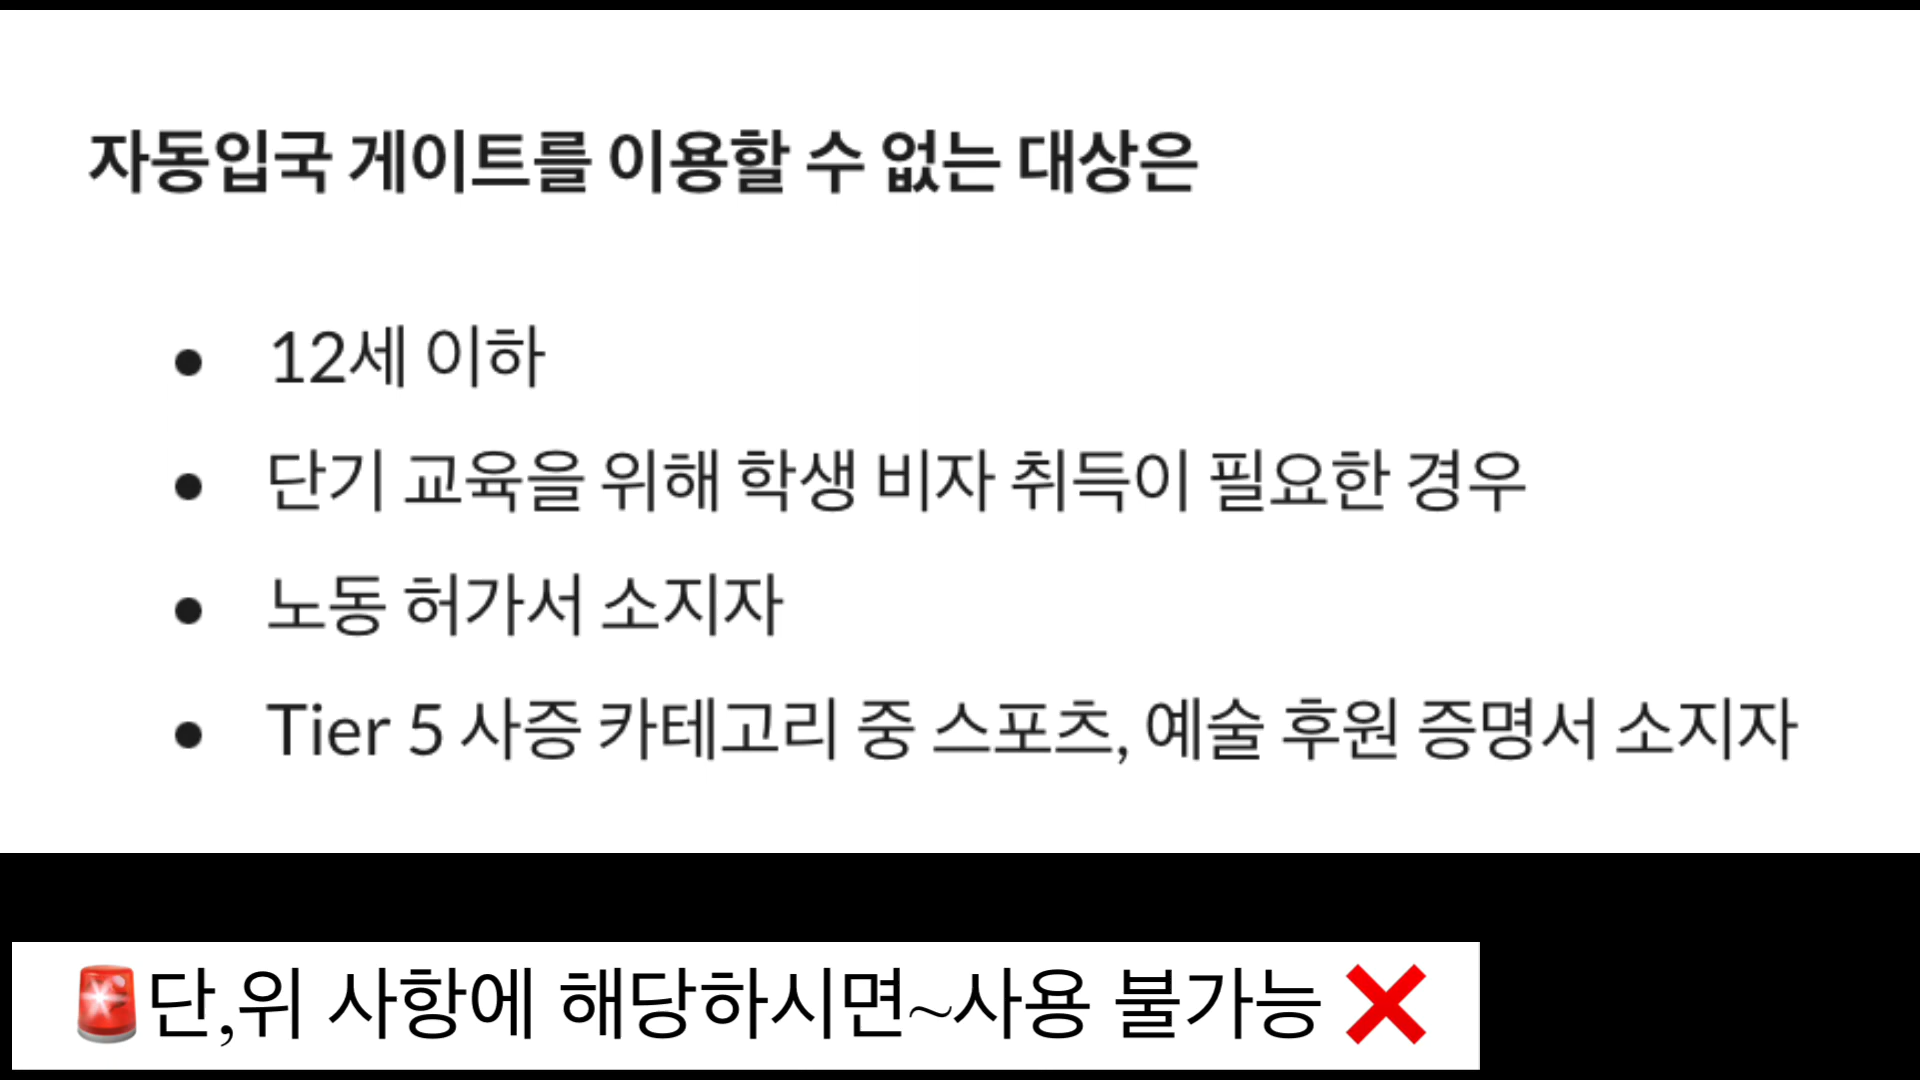 자동입국 게이트를 이용할 수 없는 대상은
● 12세 이하
● 단기 교육을 위해 학생 비자 취득이 필요한 경우
● 노동 허가서 소지자
● Tier 5 사증 카테고리 중 스포츠, 예술 후원 증명서 소지자
🚨단,위 사항에 해당하시면~사용 불가능❌